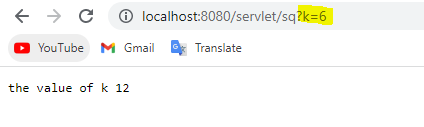 localhost:8080/servlet/sq?k=6
YouTube Gmail Translate
the value of k 12